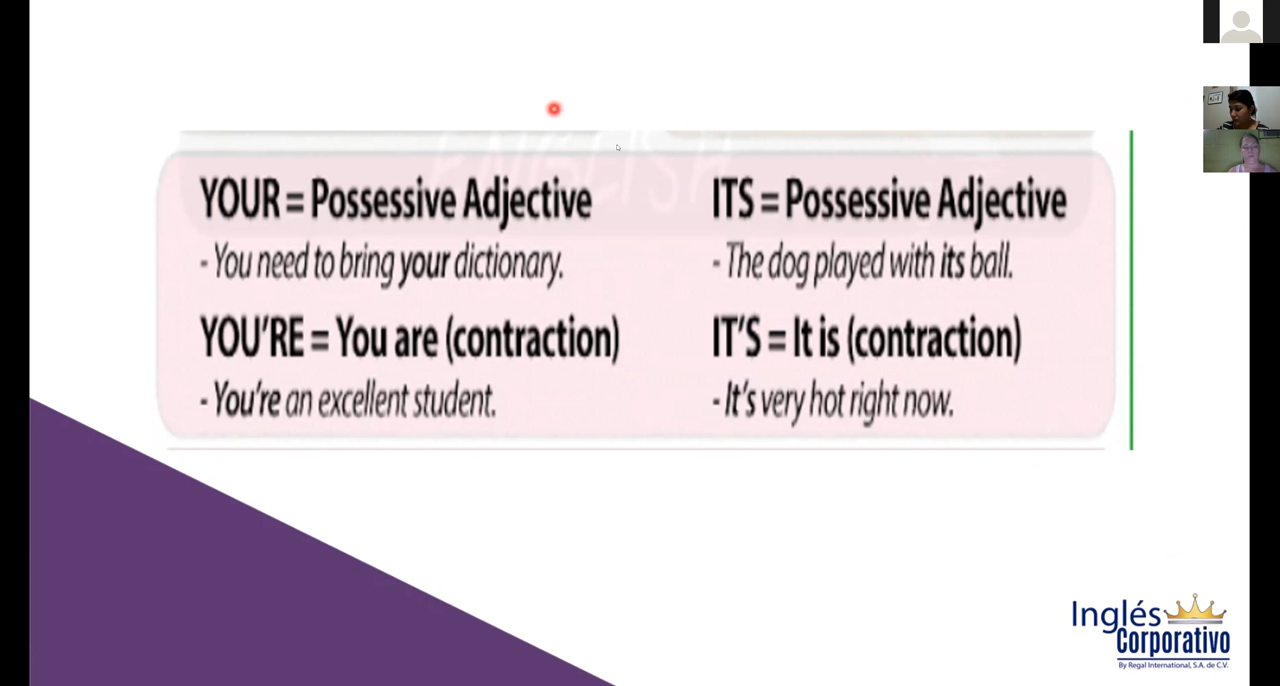 ENGLISH
YOUR = Possessive Adjective
- You need to bring your dictionary.
YOU'RE = You are (contraction)
- You're an excellent student.
ITS = Possessive Adjective
- The dog played with its ball.
IT'S = It is (contraction)
- It's very hot right now.
Inglés
Corporativo
By Regal International, S.A. de C.V.